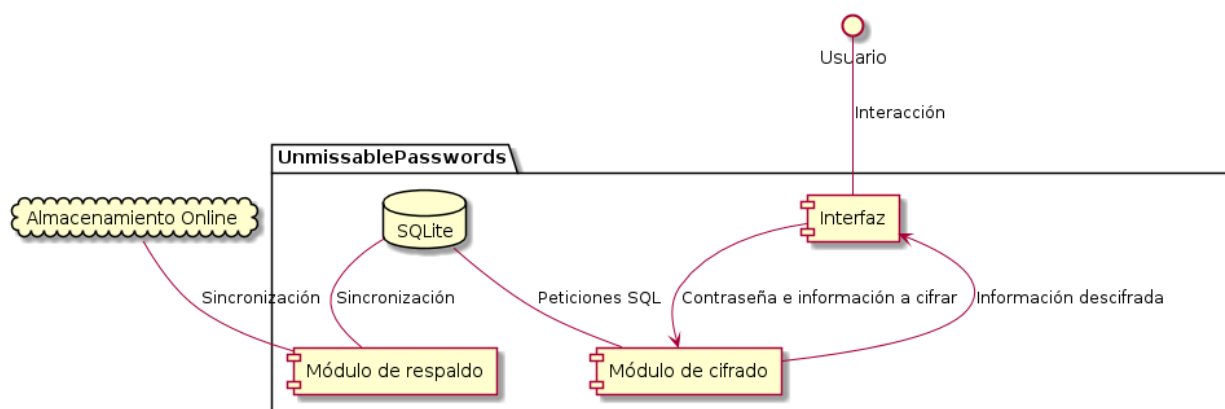 Usuario
Interacción
UnmissablePasswords
Almacenamiento Online
SQLite
Interfaz
Sincronización
Sincronización
Peticiones SQL
Contraseña e información a cifrar
Información descifrada
Módulo de respaldo
Módulo de cifrado